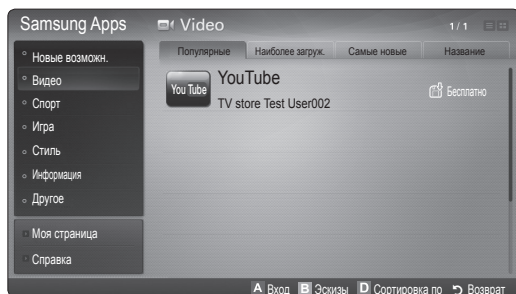 Samsung Apps
Video
1/1
Новые возможн.
Видео
Спорт
Игра
Стиль
Информация
Другое
Моя страница
Справка
Популярные
Наиболее загруж.
Самые новые
Название
You Tube
YouTube
TV store Test User002
Бесплатно
A Вход B Эскизы D Сортировка по Возврат